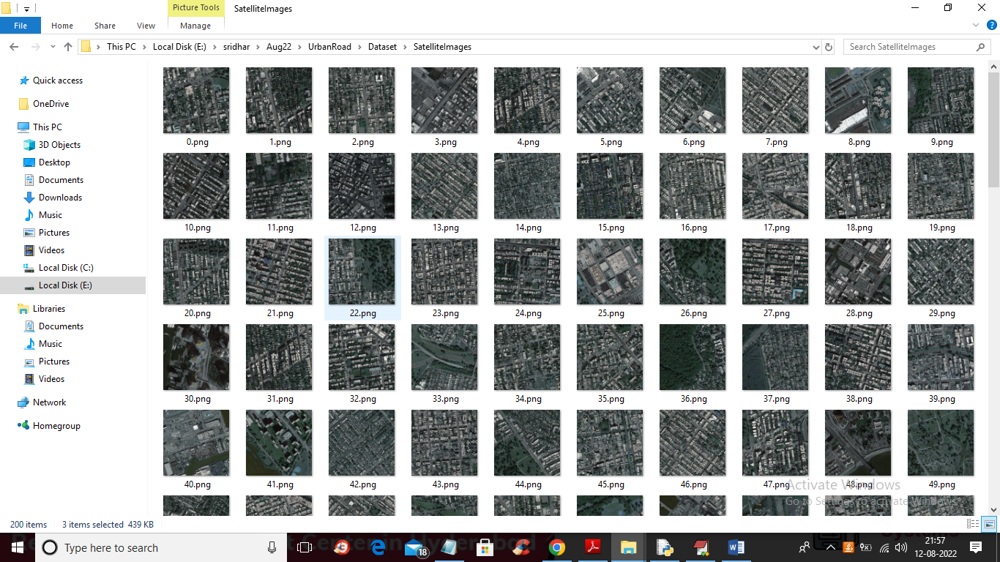 Picture Tools
SatelliteImages
File Home Share View Manage
This PC Local Disk (E:) sridhar Aug22 UrbanRoad Dataset SatelliteImages
Search SatelliteImages
Quick access
OneDrive
This PC
3D Objects
Desktop
Documents
Downloads
Music
Pictures
Videos
Local Disk (C:)
Local Disk (E:)
Libraries
Documents
Music
Pictures
Videos
Network
Homegroup
0.png 1.png 2.png 3.png 4.png 5.png 6.png 7.png 8.png 9.png
10.png 11.png 12.png 13.png 14.png 15.png 16.png 17.png 18.png 19.png
20.png 21.png 22.png 23.png 24.png 25.png 26.png 27.png 28.png 29.png
30.png 31.png 32.png 33.png 34.png 35.png 36.png 37.png 38.png 39.png
40.png 41.png 42.png 43.png 44.png 45.png 46.png 47.png 48.png 49.png
Activate Windows
Go to Settings to activate Windows.
200 items 3 items selected 439 KB
Type here to search
18
21:57
12-08-2022